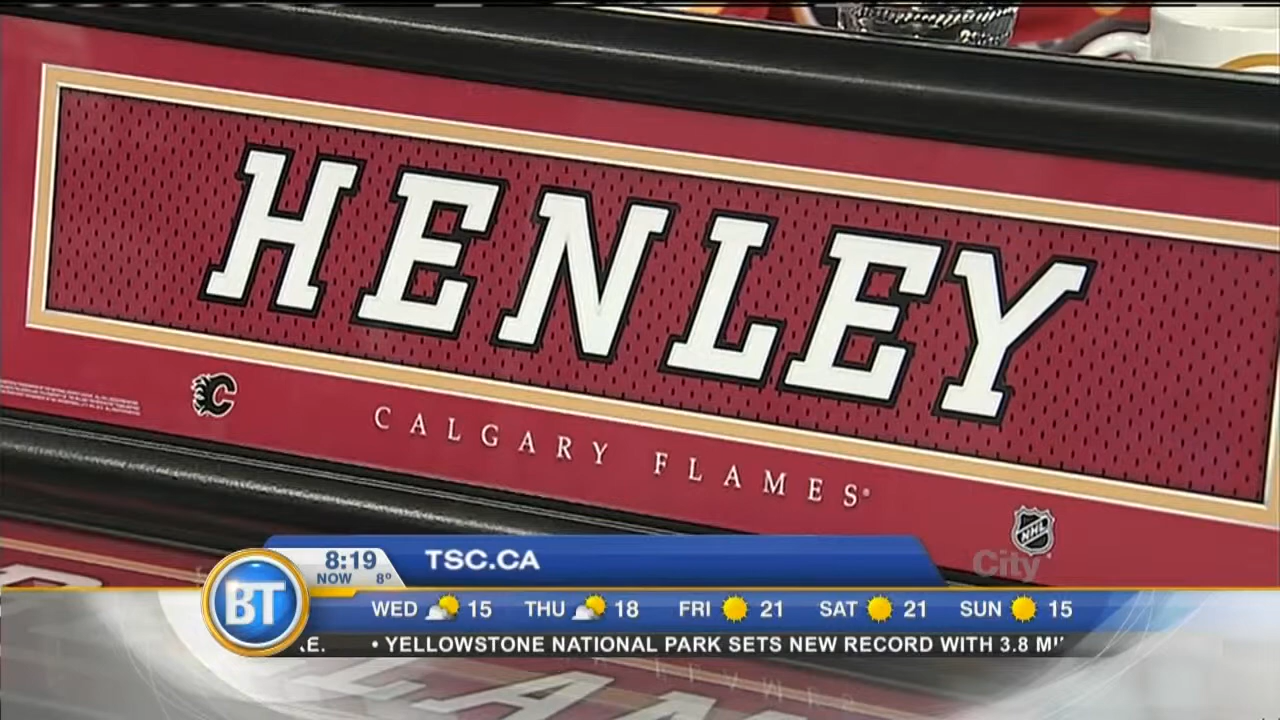 HENLEY
C
CALGARY FLAMES®
NHL
City
8:19
NOW 8°
TSC.CA
BT
WED 15 THU 18 FRI 21 SAT 21 SUN 15
.E. • YELLOWSTONE NATIONAL PARK SETS NEW RECORD WITH 3.8 MI